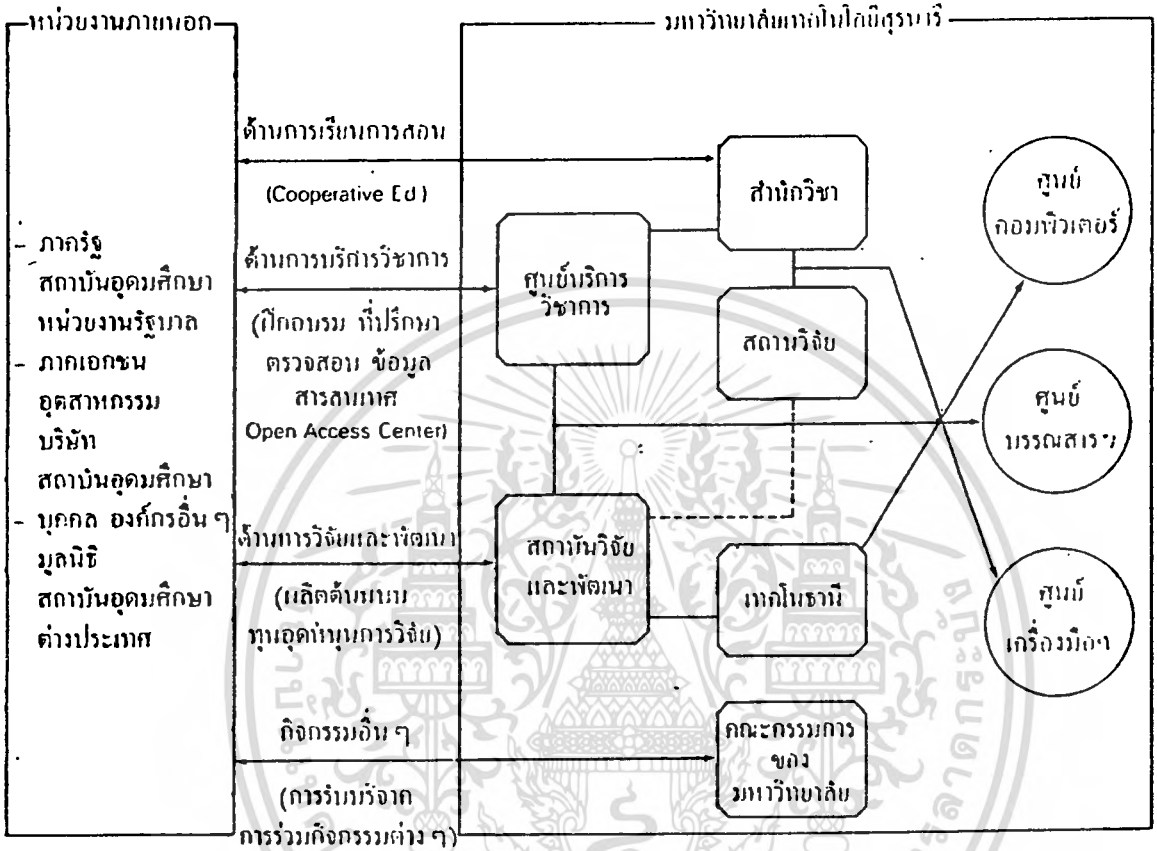 หน่วยงานภายนอก
มหาวิทยาลัยเทคโนโลยีสุรนารี
ด้านการเรียนการสอน
(Cooperative Ed)
สำนักวิชา
ศูนย์
คอมพิวเตอร์
- ภาครัฐ
สถาบันอุดมศึกษา
หน่วยงานรัฐบาล
- ภาคเอกชน
อุตสาหกรรม
บริษัท
สถาบันอุดมศึกษา
- บุคคล องค์กรอื่น ๆ
มูลนิธิ
สถาบันอุดมศึกษา
ต่างประเทศ
ด้านการบริการวิชาการ
(ฝึกอบรม ที่ปรึกษา
ตรวจสอบ ข้อมูล
สารสนเทศ
Open Access Center)
ศูนย์บริการ
วิชาการ
สถานวิจัย
ศูนย์
บรรณสารฯ
ด้านการวิจัยและพัฒนา
(ผลิตต้นแบบ
ทุนอุดหนุนการวิจัย)
สถาบันวิจัย
และพัฒนา
เทคโนธานี
ศูนย์
เครื่องมือฯ
กิจกรรมอื่น ๆ
(การรับบริจาค
การร่วมกิจกรรมต่าง ๆ)
คณะกรรมการ
ของ
มหาวิทยาลัย